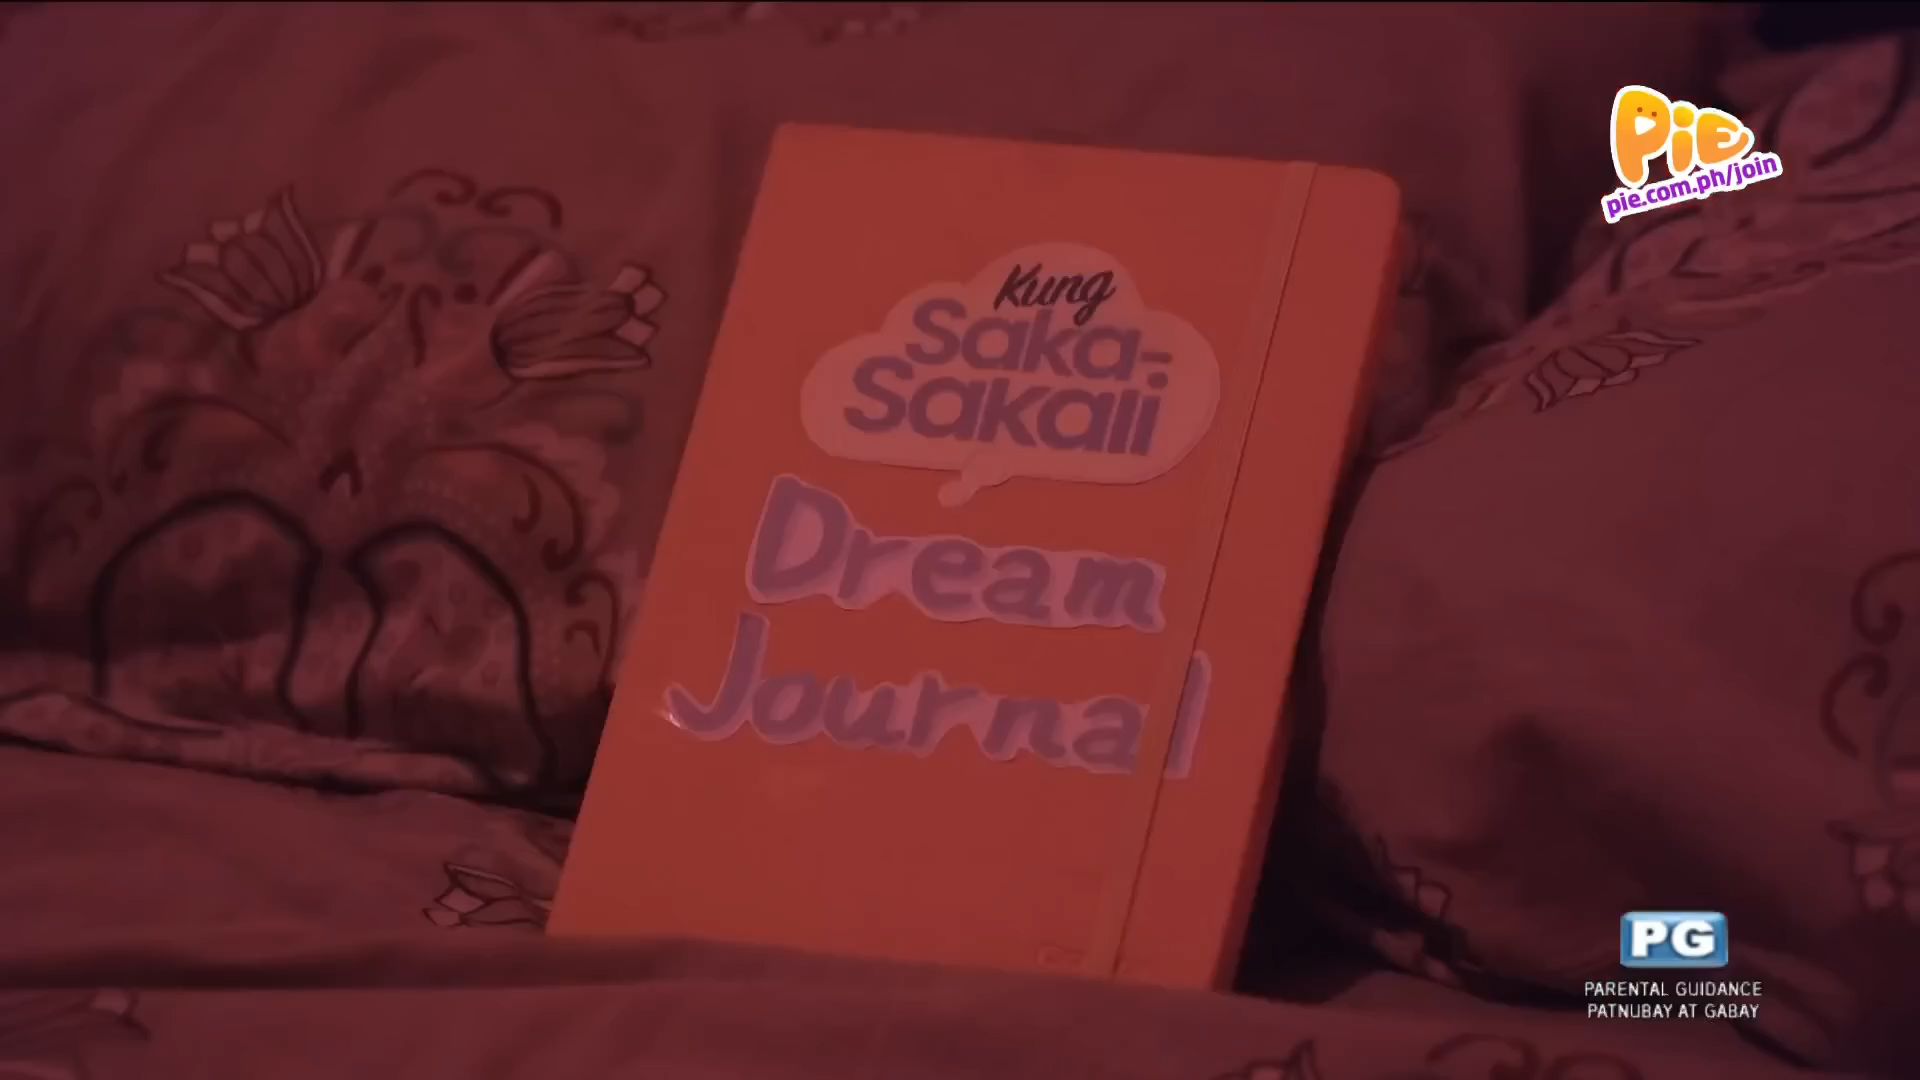 Pie
pie.com.ph/join
Kung
Saka-
Sakali
Dream
Journal
PG
PARENTAL GUIDANCE
PATNUBAY AT GABAY